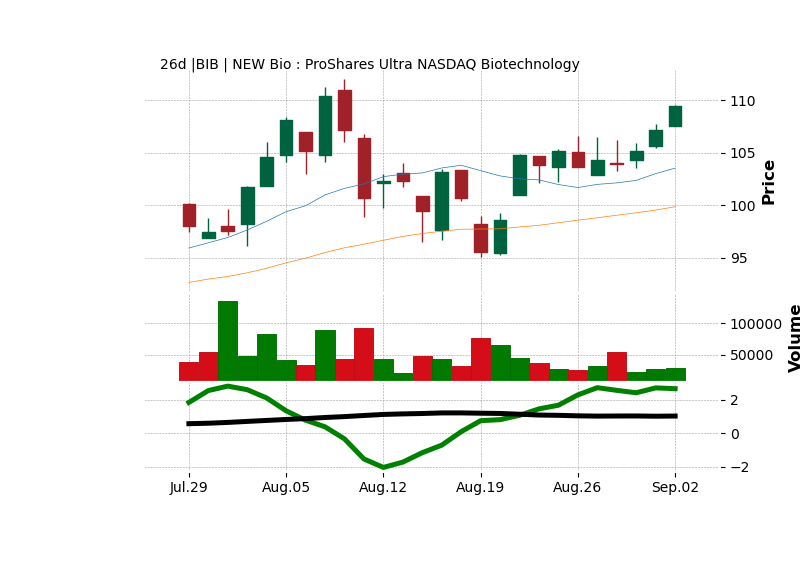 26d |BIB | NEW Bio : ProShares Ultra NASDAQ Biotechnology
110
105
100
95
Price
100000
50000
Volume
2
0
−2
Jul.29 Aug.05 Aug.12 Aug.19 Aug.26 Sep.02